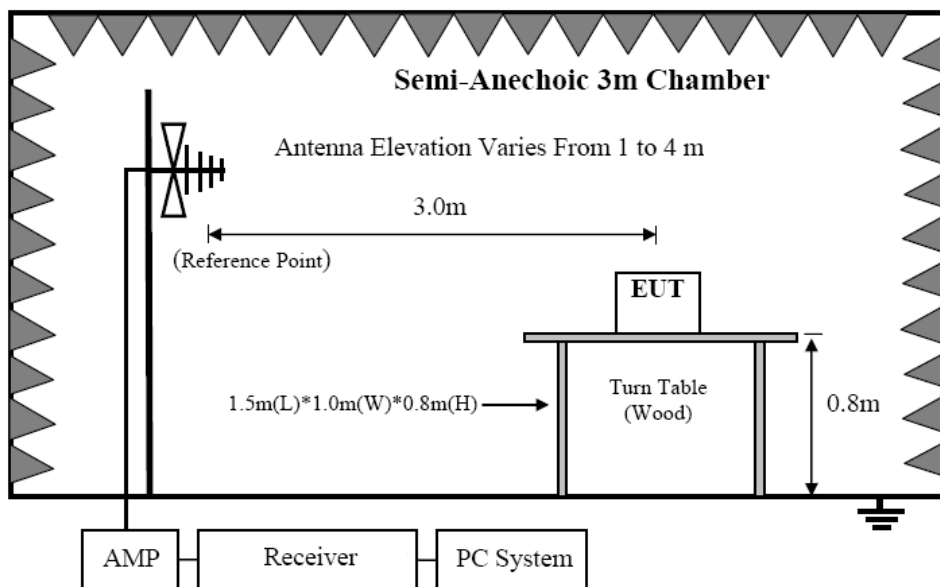 Semi-Anechoic 3m Chamber
Antenna Elevation Varies From 1 to 4 m
3.0m
(Reference Point)
EUT
1.5m(L)*1.0m(W)*0.8m(H)
Turn Table
(Wood)
0.8m
AMP
Receiver
PC System